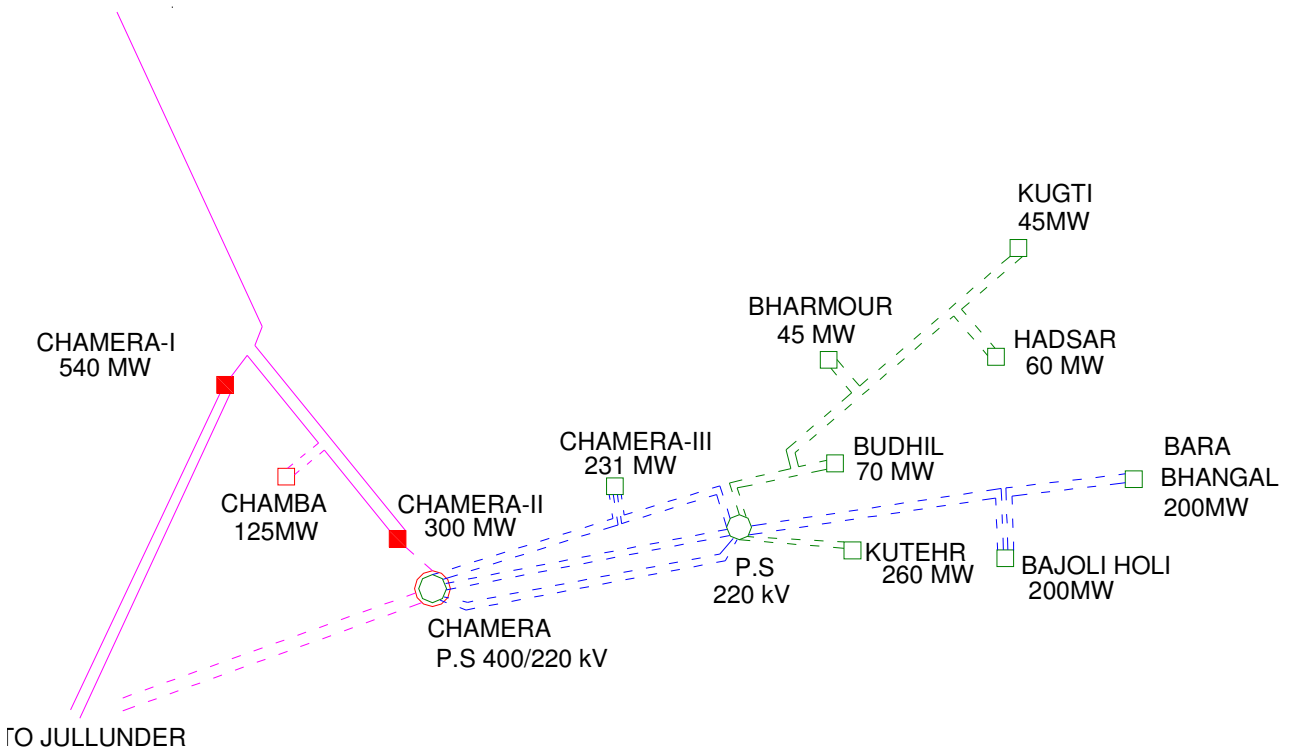 KUGTI
45MW
BHARMOUR
45 MW
CHAMERA-I
540 MW
HADSAR
60 MW
CHAMERA-III
231 MW
BUDHIL
70 MW
BARA
BHANGAL
200MW
CHAMBA
125MW
CHAMERA-II
300 MW
KUTEHR
260 MW
BAJOLI HOLI
200MW
P.S
220 kV
CHAMERA
P.S 400/220 kV
TO JULLUNDER